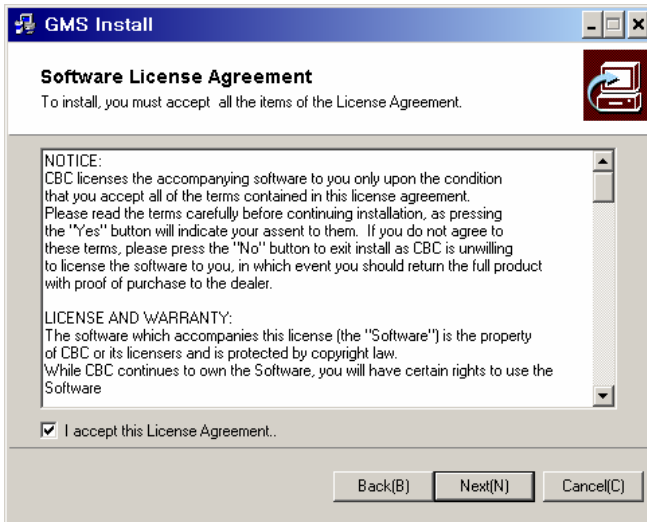 GMS Install
Software License Agreement
To install, you must accept all the items of the License Agreement.
NOTICE:
CBC licenses the accompanying software to you only upon the condition
that you accept all of the terms contained in this license agreement.
Please read the terms carefully before continuing installation, as pressing
the "Yes" button will indicate your assent to them. If you do not agree to
these terms, please press the "No" button to exit install as CBC is unwilling
to license the software to you, in which event you should return the full product
with proof of purchase to the dealer.
LICENSE AND WARRANTY:
The software which accompanies this license (the "Software") is the property
of CBC or its licensers and is protected by copyright law.
While CBC continues to own the Software, you will have certain rights to use the
Software
I accept this License Agreement..
Back(B)
Next(N)
Cancel(C)